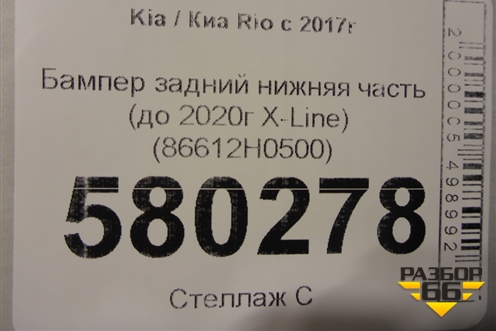 Kia / Киа Rio с 2017г
Бампер задний нижняя часть
(до 2020г X-Line)
(86612H0500)
580278
Стеллаж С
2000005498992
РАЗБОР
66